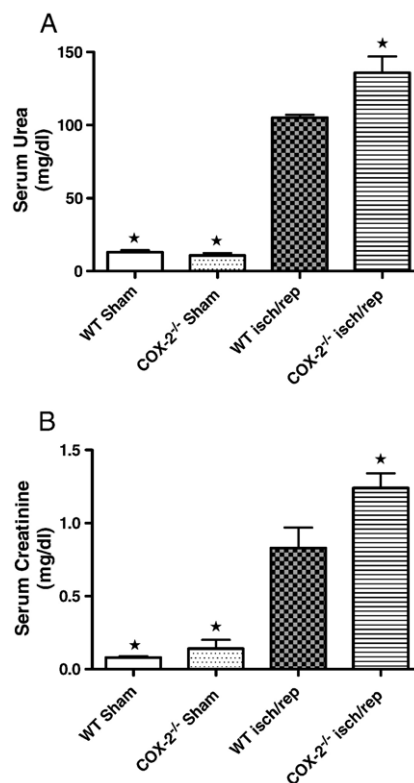 A
Serum Urea
(mg/dl)
150
100
50
0
★
★
★
WT Sham
COX-2-/- Sham
WT isch/rep
COX-2-/- isch/rep
B
Serum Creatinine
(mg/dl)
1.5
1.0
0.5
0.0
★
★
★
WT Sham
COX-2-/- Sham
WT isch/rep
COX-2-/- isch/rep